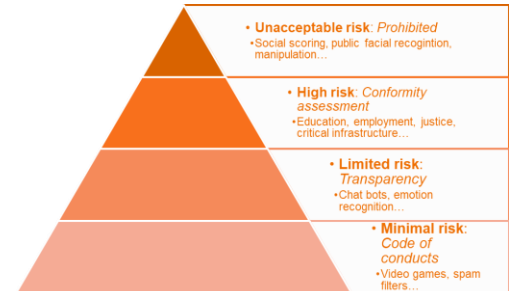 • Unacceptable risk: Prohibited
•Social scoring, public facial recogintion,
manipulation…
• High risk: Conformity
assessment
•Education, employment, justice,
critical infrastructure…
• Limited risk:
Transparency
•Chat bots, emotion
recognition…
• Minimal risk:
Code of
conducts
•Video games, spam
filters…